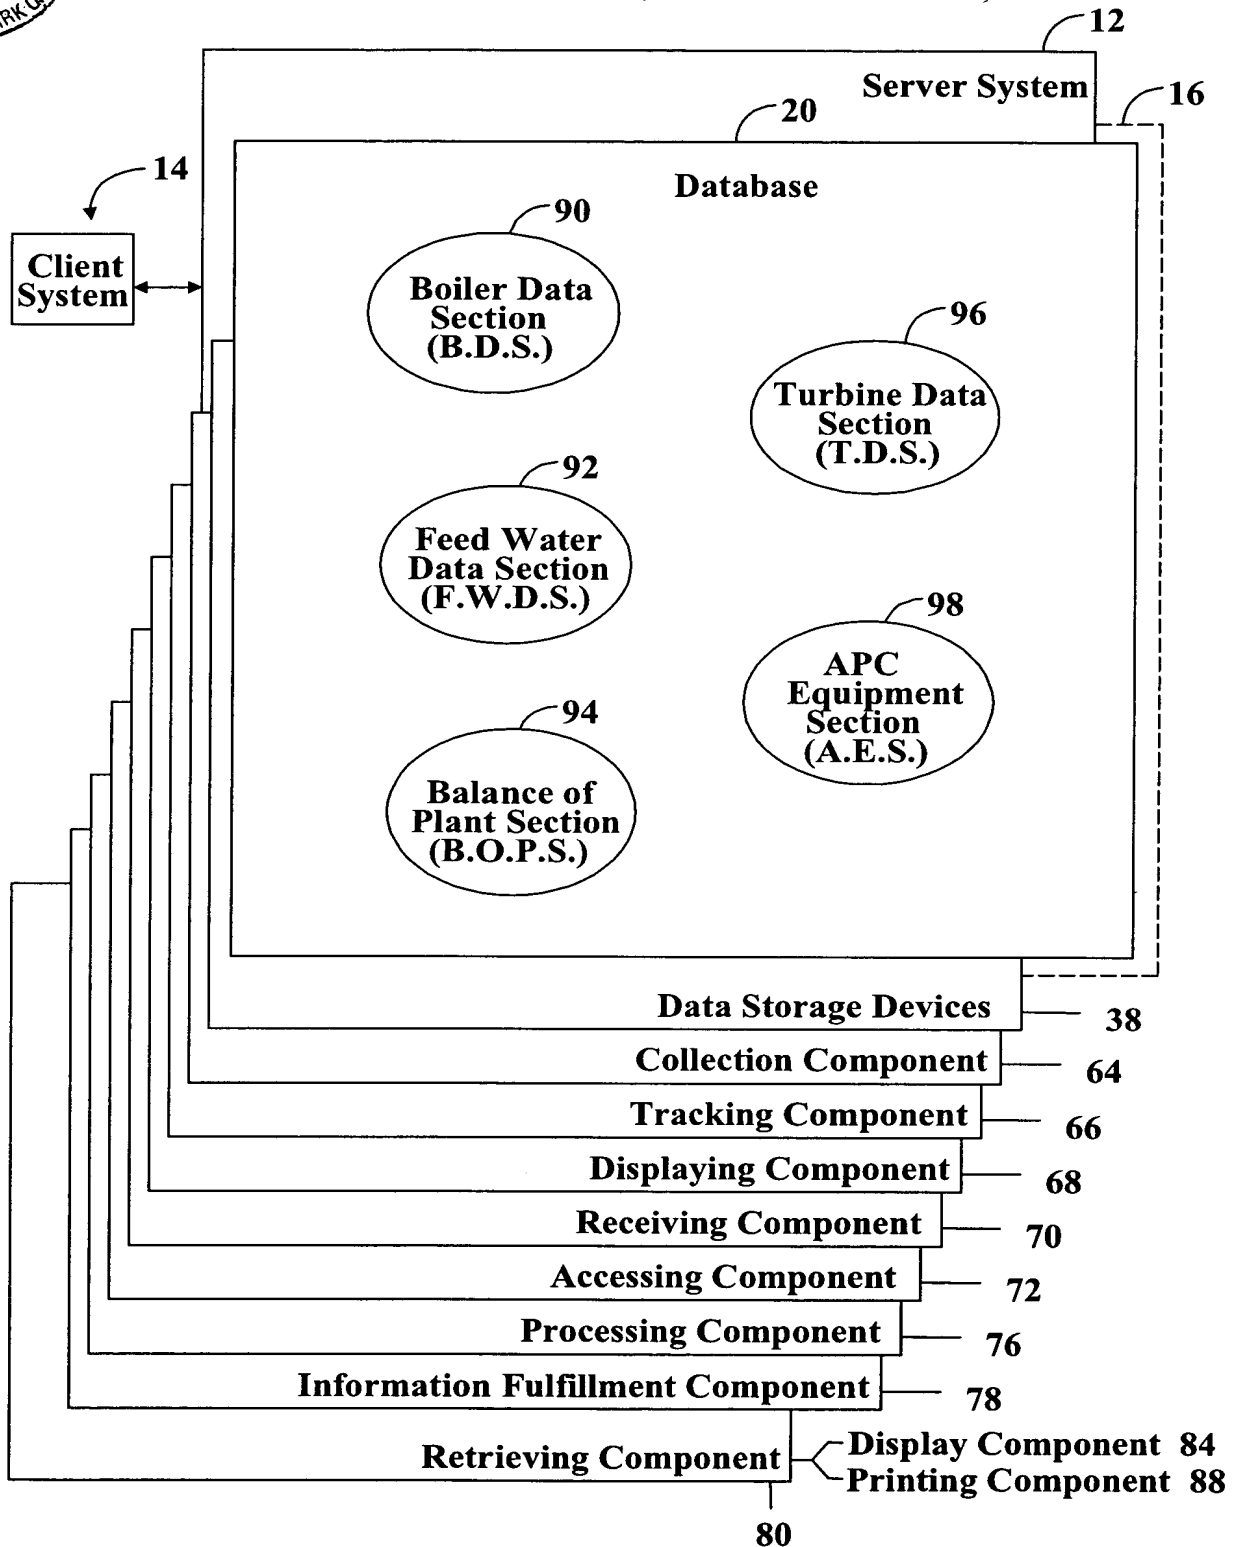 12
Server System
16
20
Database
14
Client
System
90
Boiler Data
Section
(B.D.S.)
96
Turbine Data
Section
(T.D.S.)
92
Feed Water
Data Section
(F.W.D.S.)
98
APC
Equipment
Section
(A.E.S.)
94
Balance of
Plant Section
(B.O.P.S.)
Data Storage Devices
38
Collection Component
64
Tracking Component
66
Displaying Component
68
Receiving Component
70
Accessing Component
72
Processing Component
76
Information Fulfillment Component
78
Retrieving Component
Display Component 84
Printing Component 88
80